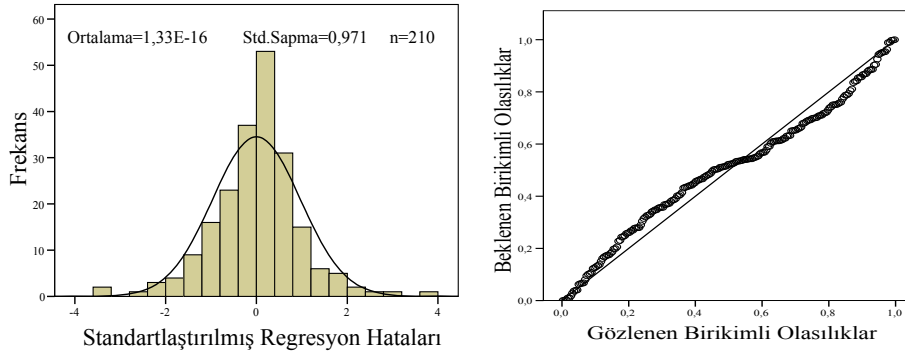 60
50
40
30
20
10
0
Frekans
Ortalama=1,33E-16 Std.Sapma=0,971 n=210
-4 -2 0 2 4
Standartlaştırılmış Regresyon Hataları
1,0
0,8
0,6
0,4
0,2
0,0
Beklenen Birikimli Olasılıklar
0,0 0,2 0,4 0,6 0,8 1,0
Gözlenen Birikimli Olasılıklar